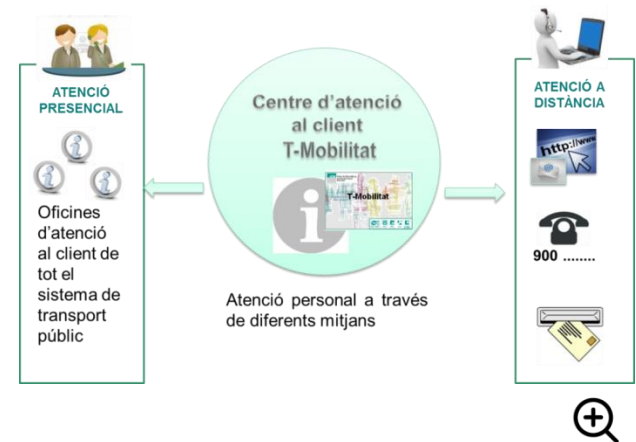 ATENCIÓ
PRESENCIAL
Oficines
d'atenció
al client de
tot el
sistema de
transport
públic
Centre d'atenció
al client
T-Mobilitat
T-Mobilitat
Atenció personal a través
de diferents mitjans
ATENCIÓ A
DISTÀNCIA
http://www
900 ........